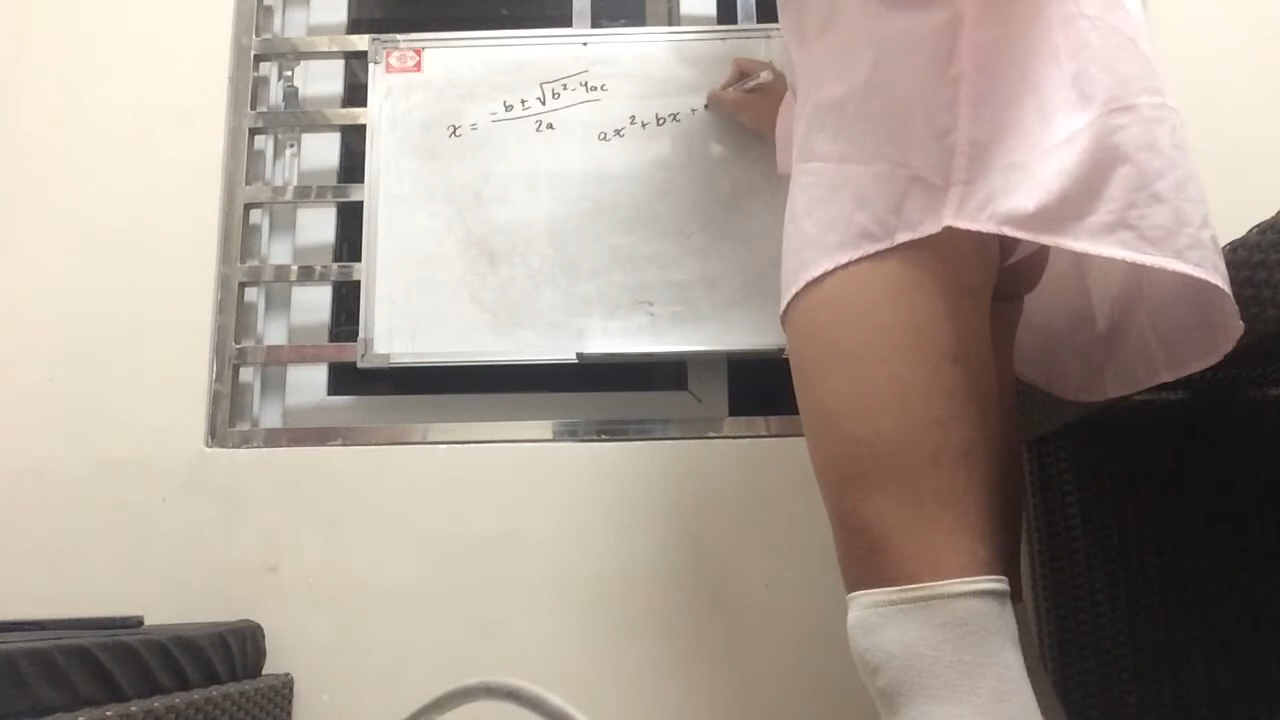 x = -b ± √b² - 4ac / 2a
ax² + bx +